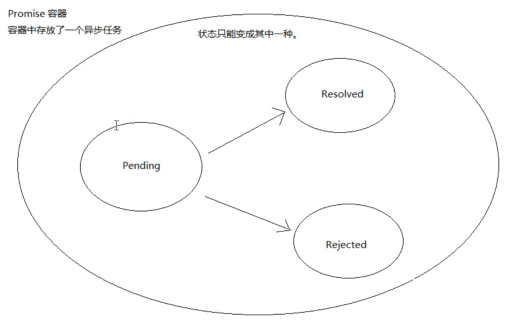 Promise 容器
容器中存放了一个异步任务
状态只能变成其中一种。
Resolved
Pending
Rejected